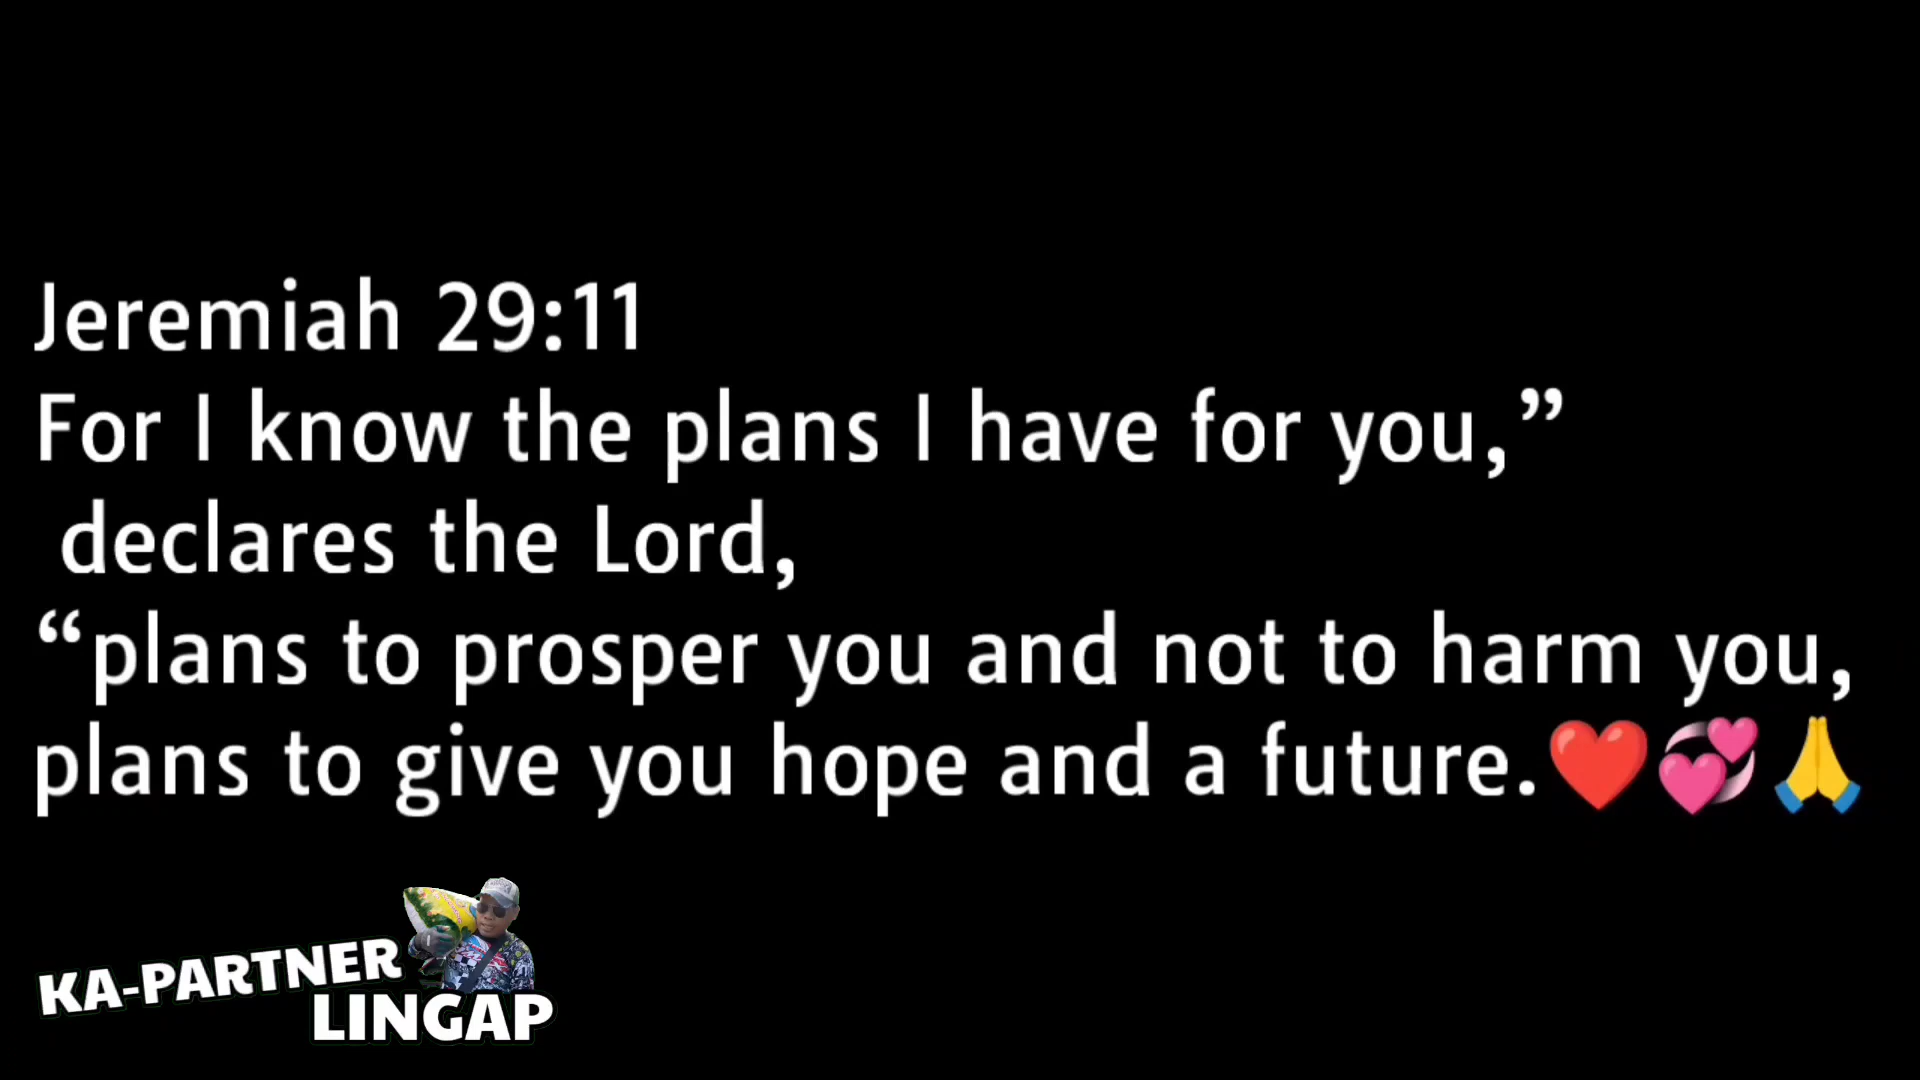 Jeremiah 29:11
For I know the plans I have for you,”
declares the Lord,
“plans to prosper you and not to harm you,
plans to give you hope and a future.❤️💞🙏
KA-PARTNER
LINGAP